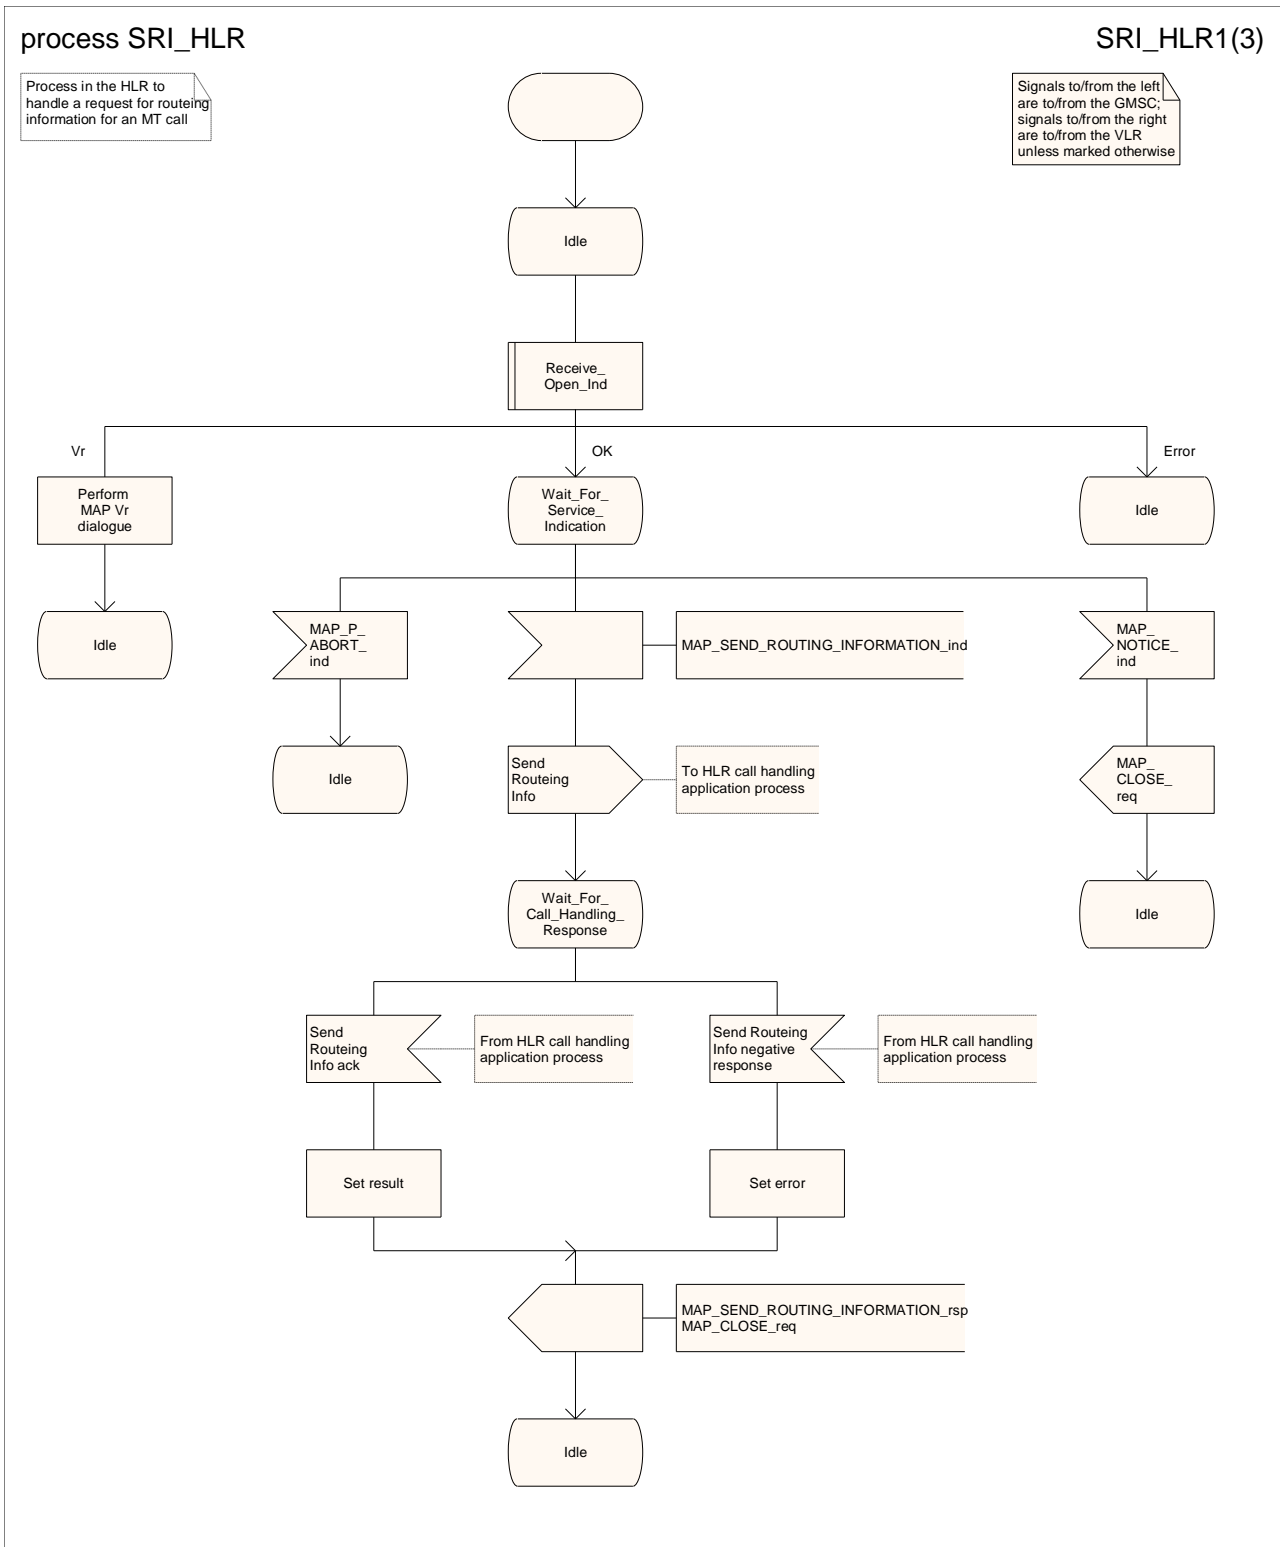 process SRI_HLR
SRI_HLR1(3)
Process in the HLR to
handle a request for routeing
information for an MT call
Signals to/from the left
are to/from the GMSC;
signals to/from the right
are to/from the VLR
unless marked otherwise
Idle
Receive_
Open_Ind
Vr
OK
Error
Perform
MAP Vr
dialogue
Wait_For_
Service_
Indication
Idle
Idle
MAP_P_
ABORT_
ind
MAP_SEND_ROUTING_INFORMATION_ind
MAP_
NOTICE_
ind
Idle
Send
Routeing
Info
To HLR call handling
application process
MAP_
CLOSE_
req
Wait_For_
Call_Handling_
Response
Idle
Send
Routeing
Info ack
From HLR call handling
application process
Send Routeing
Info negative
response
From HLR call handling
application process
Set result
Set error
MAP_SEND_ROUTING_INFORMATION_rsp
MAP_CLOSE_req
Idle